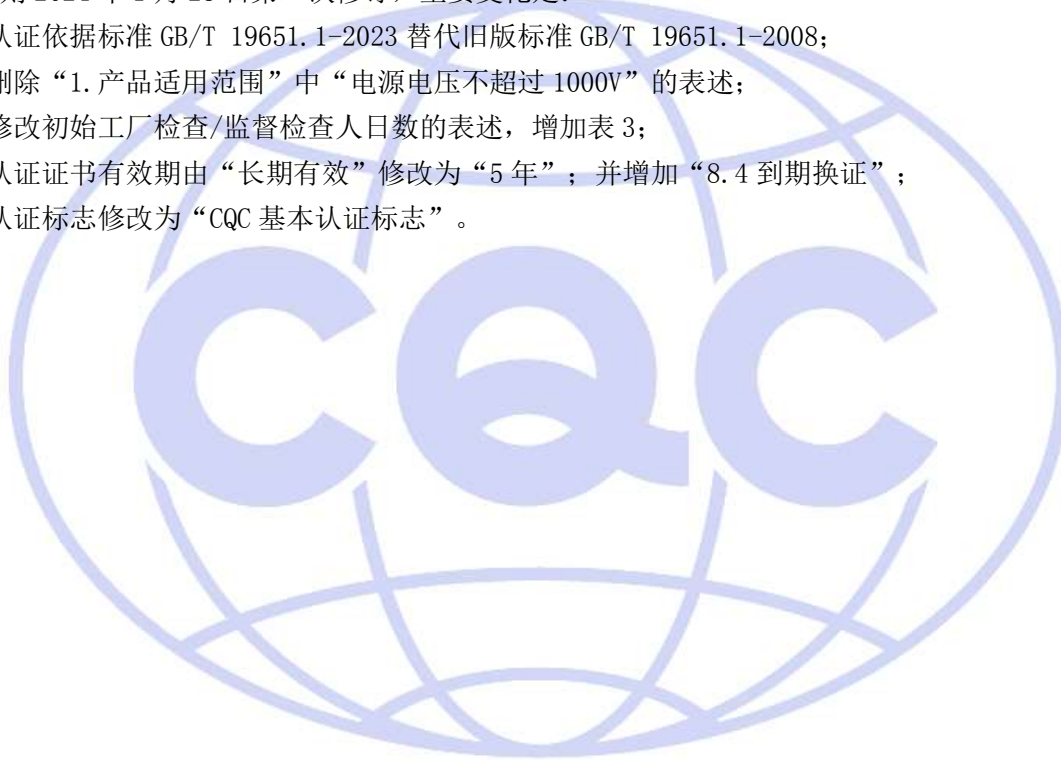 认证依据标准 GB/T 19651.1-2023 替代旧版标准 GB/T 19651.1-2008；
删除“1.产品适用范围”中“电源电压不超过 1000V”的表述；
修改初始工厂检查/监督检查人日数的表述，增加表 3；
认证证书有效期由“长期有效”修改为“5 年”；并增加“8.4 到期换证”；
认证标志修改为“CQC 基本认证标志”。
CQC